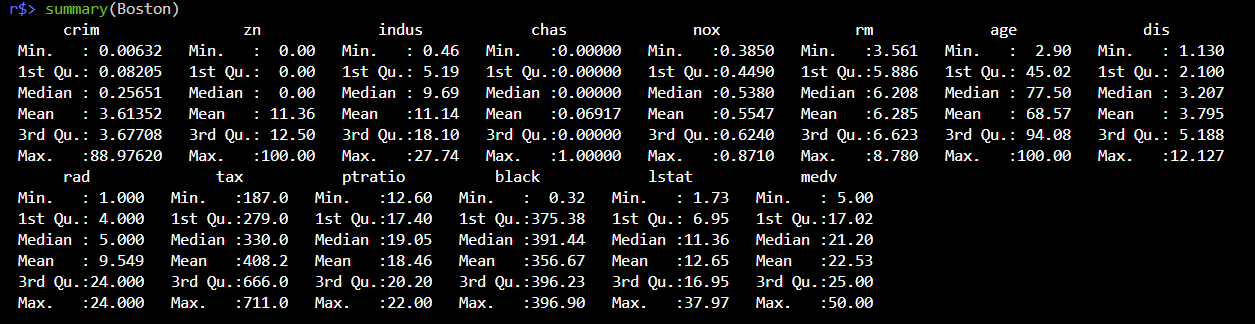 r$> summary(Boston)
      crim                zn             indus            chas              nox               rm             age              dis
 Min.   : 0.00632   Min.   :  0.00   Min.   : 0.46   Min.   :0.00000   Min.   :0.3850   Min.   :3.561   Min.   :  2.90   Min.   : 1.130
 1st Qu.: 0.08205   1st Qu.:  0.00   1st Qu.: 5.19   1st Qu.:0.00000   1st Qu.:0.4490   1st Qu.:5.886   1st Qu.: 45.02   1st Qu.: 2.100
 Median : 0.25651   Median :  0.00   Median : 9.69   Median :0.00000   Median :0.5380   Median :6.208   Median : 77.50   Median : 3.207
 Mean   : 3.61352   Mean   : 11.36   Mean   :11.14   Mean   :0.06917   Mean   :0.5547   Mean   :6.285   Mean   : 68.57   Mean   : 3.795
 3rd Qu.: 3.67708   3rd Qu.: 12.50   3rd Qu.:18.10   3rd Qu.:0.00000   3rd Qu.:0.6240   3rd Qu.:6.623   3rd Qu.: 94.08   3rd Qu.: 5.188
 Max.   :88.97620   Max.   :100.00   Max.   :27.74   Max.   :1.00000   Max.   :0.8710   Max.   :8.780   Max.   :100.00   Max.   :12.127
      rad              tax           ptratio          black            lstat            medv
 Min.   : 1.000   Min.   :187.0   Min.   :12.60   Min.   :  0.32   Min.   : 1.73   Min.   : 5.00
 1st Qu.: 4.000   1st Qu.:279.0   1st Qu.:17.40   1st Qu.:375.38   1st Qu.: 6.95   1st Qu.:17.02
 Median : 5.000   Median :330.0   Median :19.05   Median :391.44   Median :11.36   Median :21.20
 Mean   : 9.549   Mean   :408.2   Mean   :18.46   Mean   :356.67   Mean   :12.65   Mean   :22.53
 3rd Qu.:24.000   3rd Qu.:666.0   3rd Qu.:20.20   3rd Qu.:396.23   3rd Qu.:16.95   3rd Qu.:25.00
 Max.   :24.000   Max.   :711.0   Max.   :22.00   Max.   :396.90   Max.   :37.97   Max.   :50.00